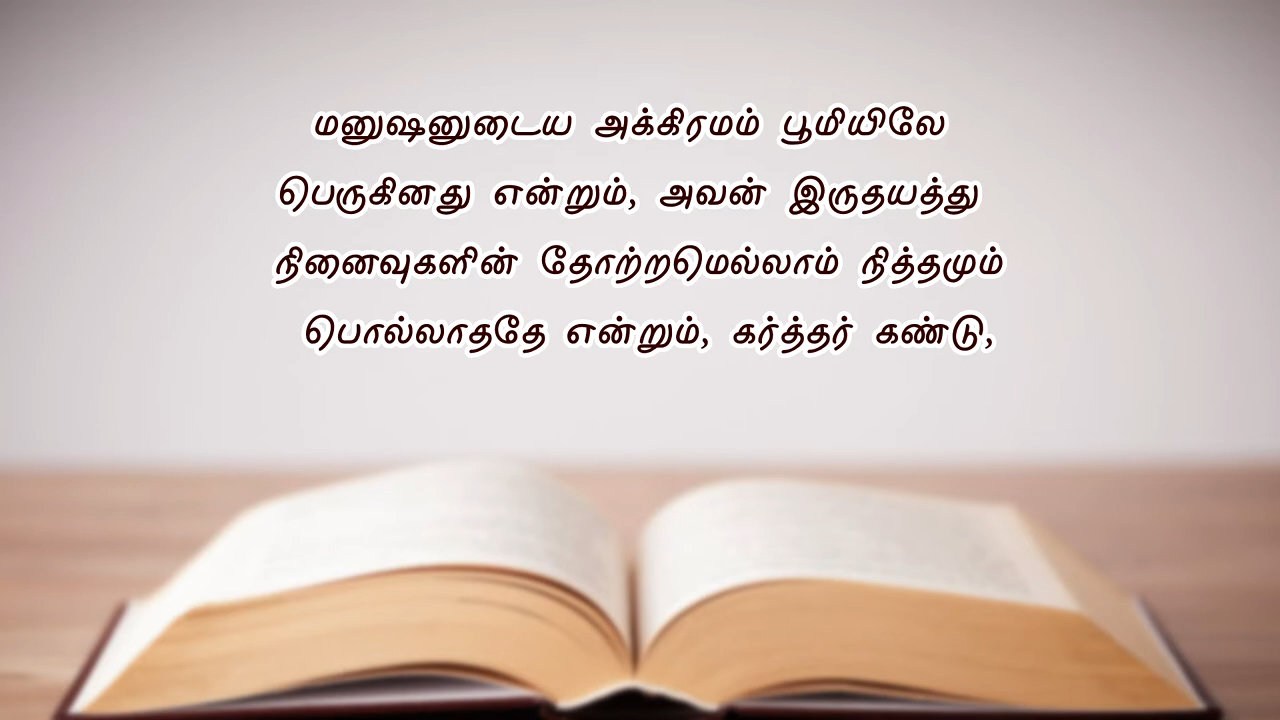 மனுஷனுடைய அக்கிரமம் பூமியிலே
பெருகினது என்றும், அவன் இருதயத்து
நினைவுகளின் தோற்றமெல்லாம் நித்தமும்
பொல்லாததே என்றும், கர்த்தர் கண்டு,